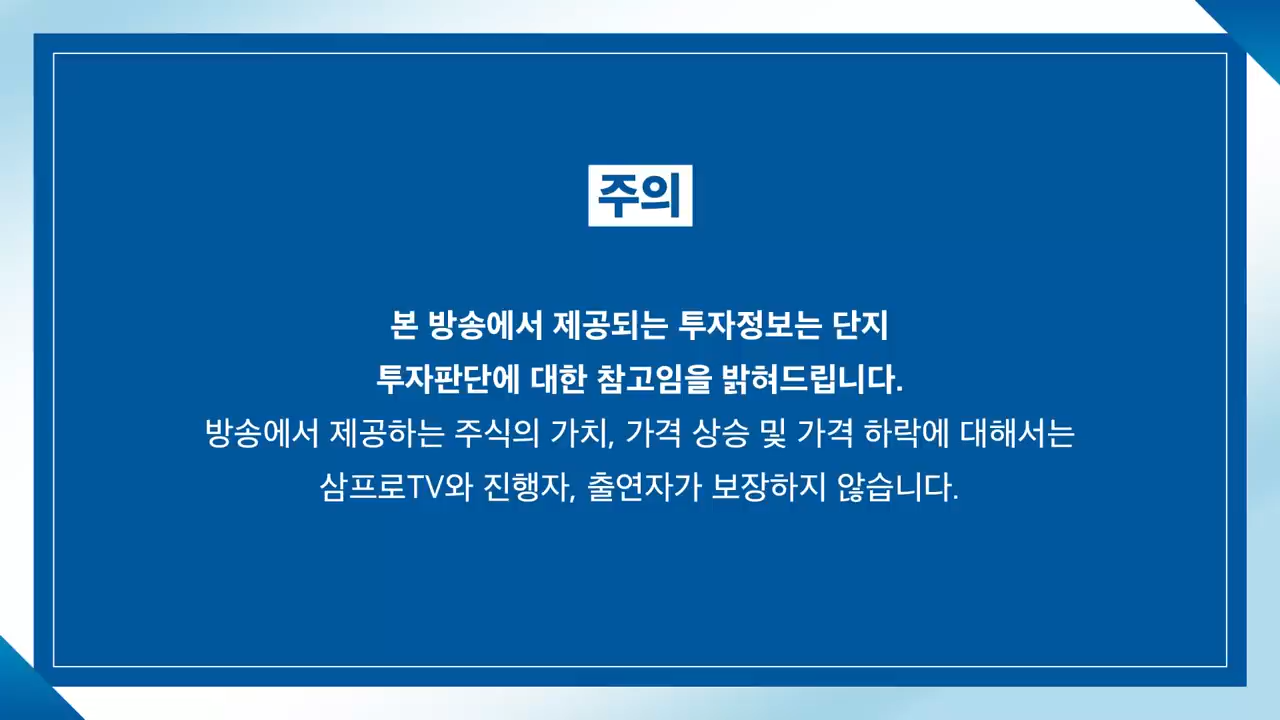 주의
본 방송에서 제공되는 투자정보는 단지
투자판단에 대한 참고임을 밝혀드립니다.
방송에서 제공하는 주식의 가치, 가격 상승 및 가격 하락에 대해서는
삼프로TV와 진행자, 출연자가 보장하지 않습니다.